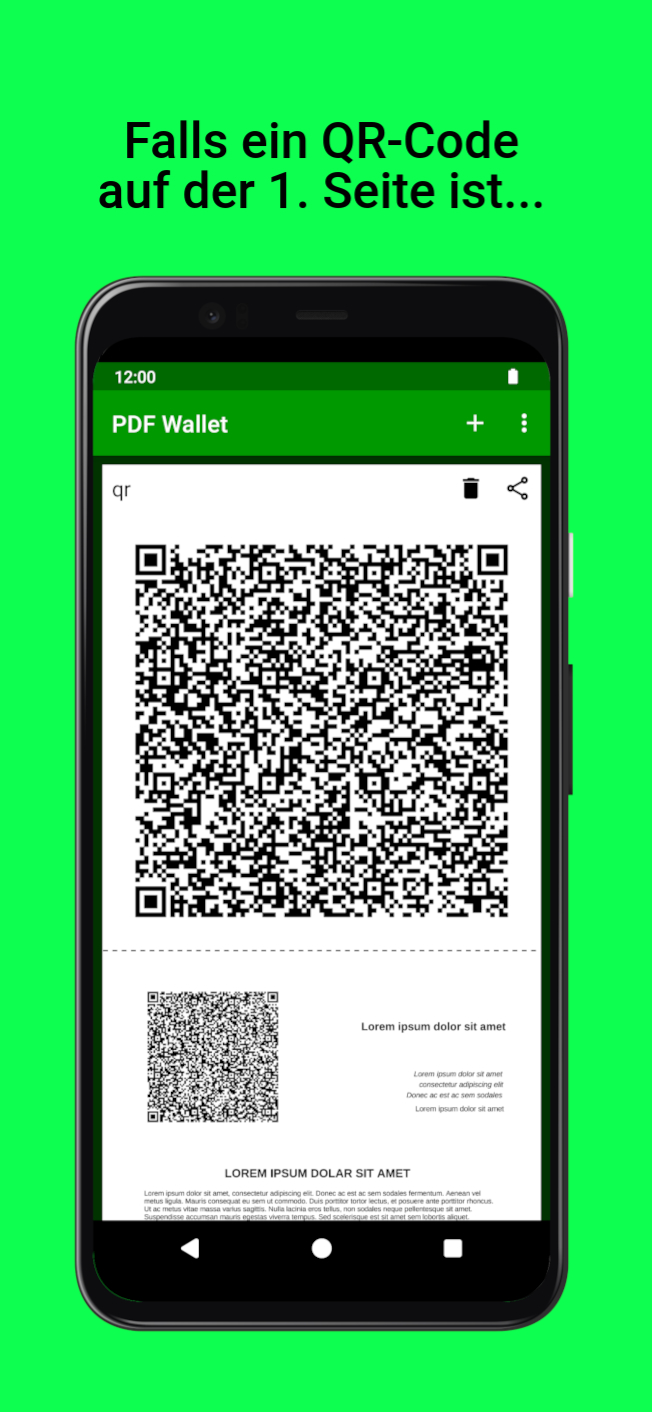 Falls ein QR-Code
auf der 1. Seite ist...
12:00
PDF Wallet
qr
Lorem ipsum dolor sit amet
Lorem ipsum dolor sit amet
consectetur adipiscing elit
Donec ac est ac sem sodales
Lorem ipsum dolor sit amet
LOREM IPSUM DOLAR SIT AMET
Lorem ipsum dolor sit amet, consectetur adipiscing elit. Donec ac est ac sem sodales fermentum. Aenean vel
metus ligula. Mauris consequat eu sem ut commodo. Duis porttitor tortor lectus, et posuere ante porttitor rhoncus.
Ut ac metus vitae massa varius sagittis. Nulla lacinia eros tellus, non sodales neque pellentesque sit amet.
Suspendisse accumsan mauris egestas viverra tempus. Sed scelerisque est sit amet sem lobortis aliquet.